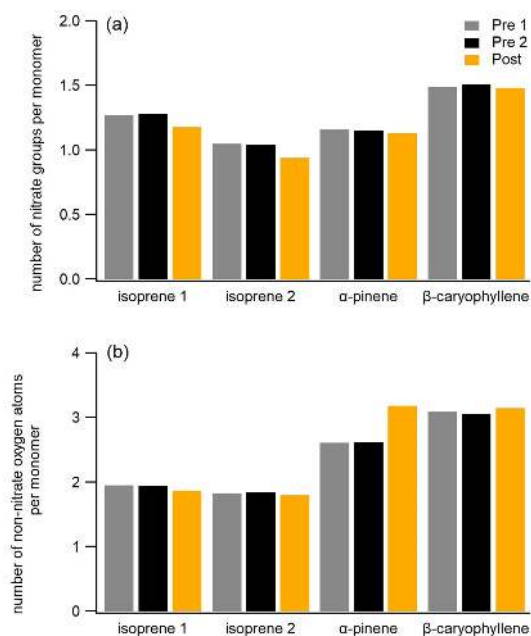 (a)
Pre 1
Pre 2
Post
number of nitrate groups per monomer
2.0
1.5
1.0
0.5
0.0
isoprene 1 isoprene 2 α-pinene β-caryophyllene
(b)
number of non-nitrate oxygen atoms
per monomer
4
3
2
1
0
isoprene 1 isoprene 2 α-pinene β-caryophyllene